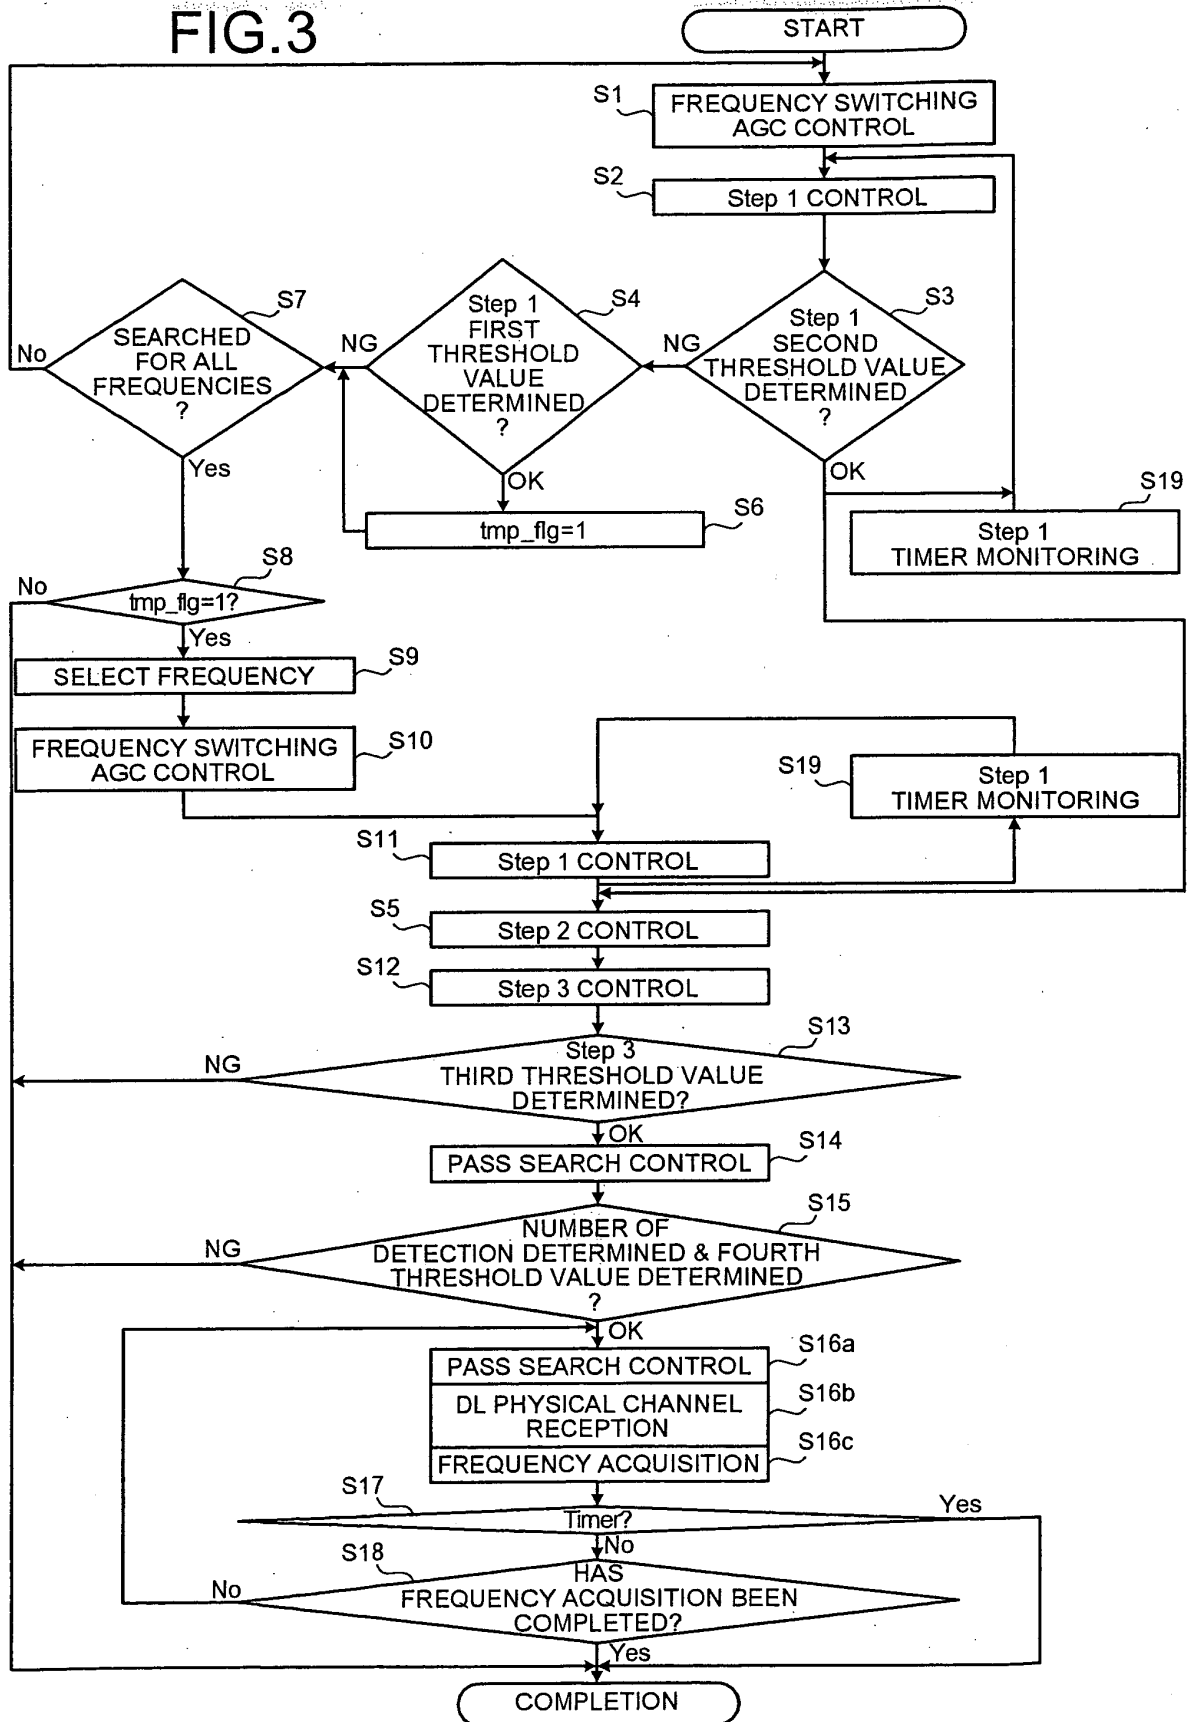 FIG.3
START
S1
FREQUENCY SWITCHING
AGC CONTROL
S2
Step 1 CONTROL
S7
SEARCHED
FOR ALL
FREQUENCIES
?
No
Yes
S4
Step 1
FIRST
THRESHOLD
VALUE
DETERMINED
?
NG
OK
S3
Step 1
SECOND
THRESHOLD VALUE
DETERMINED
?
NG
OK
S6
tmp_flg=1
S19
Step 1
TIMER MONITORING
S8
tmp_flg=1?
No
Yes
S9
SELECT FREQUENCY
S10
FREQUENCY SWITCHING
AGC CONTROL
S19
Step 1
TIMER MONITORING
S11
Step 1 CONTROL
S5
Step 2 CONTROL
S12
Step 3 CONTROL
S13
Step 3
THIRD THRESHOLD VALUE
DETERMINED?
NG
OK
S14
PASS SEARCH CONTROL
S15
NUMBER OF
DETECTION DETERMINED & FOURTH
THRESHOLD VALUE DETERMINED
?
NG
OK
S16a
PASS SEARCH CONTROL
S16b
DL PHYSICAL CHANNEL
RECEPTION
S16c
FREQUENCY ACQUISITION
S17
Timer?
Yes
No
S18
HAS
FREQUENCY ACQUISITION BEEN
COMPLETED?
No
Yes
COMPLETION